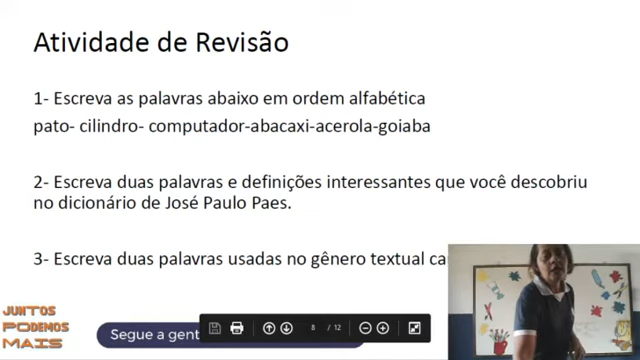 Atividade de Revisão
1- Escreva as palavras abaixo em ordem alfabética
pato- cilindro- computador-abacaxi-acerola-goiaba
2- Escreva duas palavras e definições interessantes que você descobriu
no dicionário de José Paulo Paes.
3- Escreva duas palavras usadas no gênero textual ca
JUNTOS
PODEMOS
MAIS
Segue a gent
8 / 12